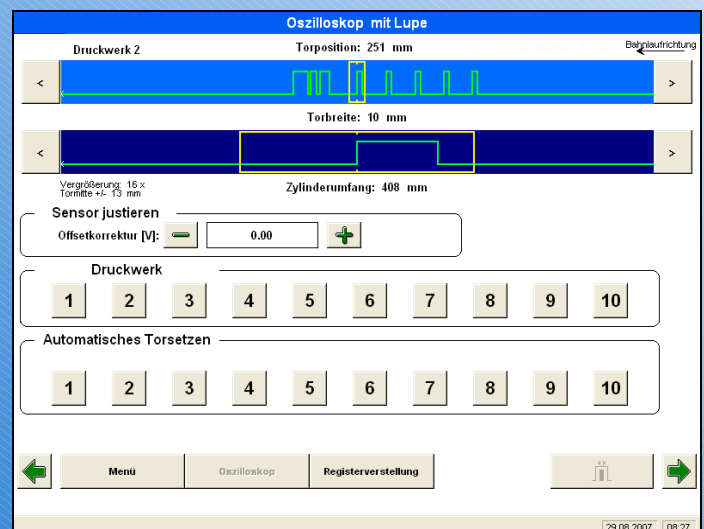 Oszilloskop mit Lupe
Druckwerk 2
Torposition: 251 mm
Bahnlaufrichtung
< >
Torbreite: 10 mm
< >
Vergrößerung: 16 x
Tormitte +/- 13 mm
Zylinderumfang: 408 mm
Sensor justieren
Offsetkorrektur [V]: 0.00
Druckwerk
1 2 3 4 5 6 7 8 9 10
Automatisches Torsetzen
1 2 3 4 5 6 7 8 9 10
Menü Oszilloskop Registerverstellung
29.08.2007 08:27